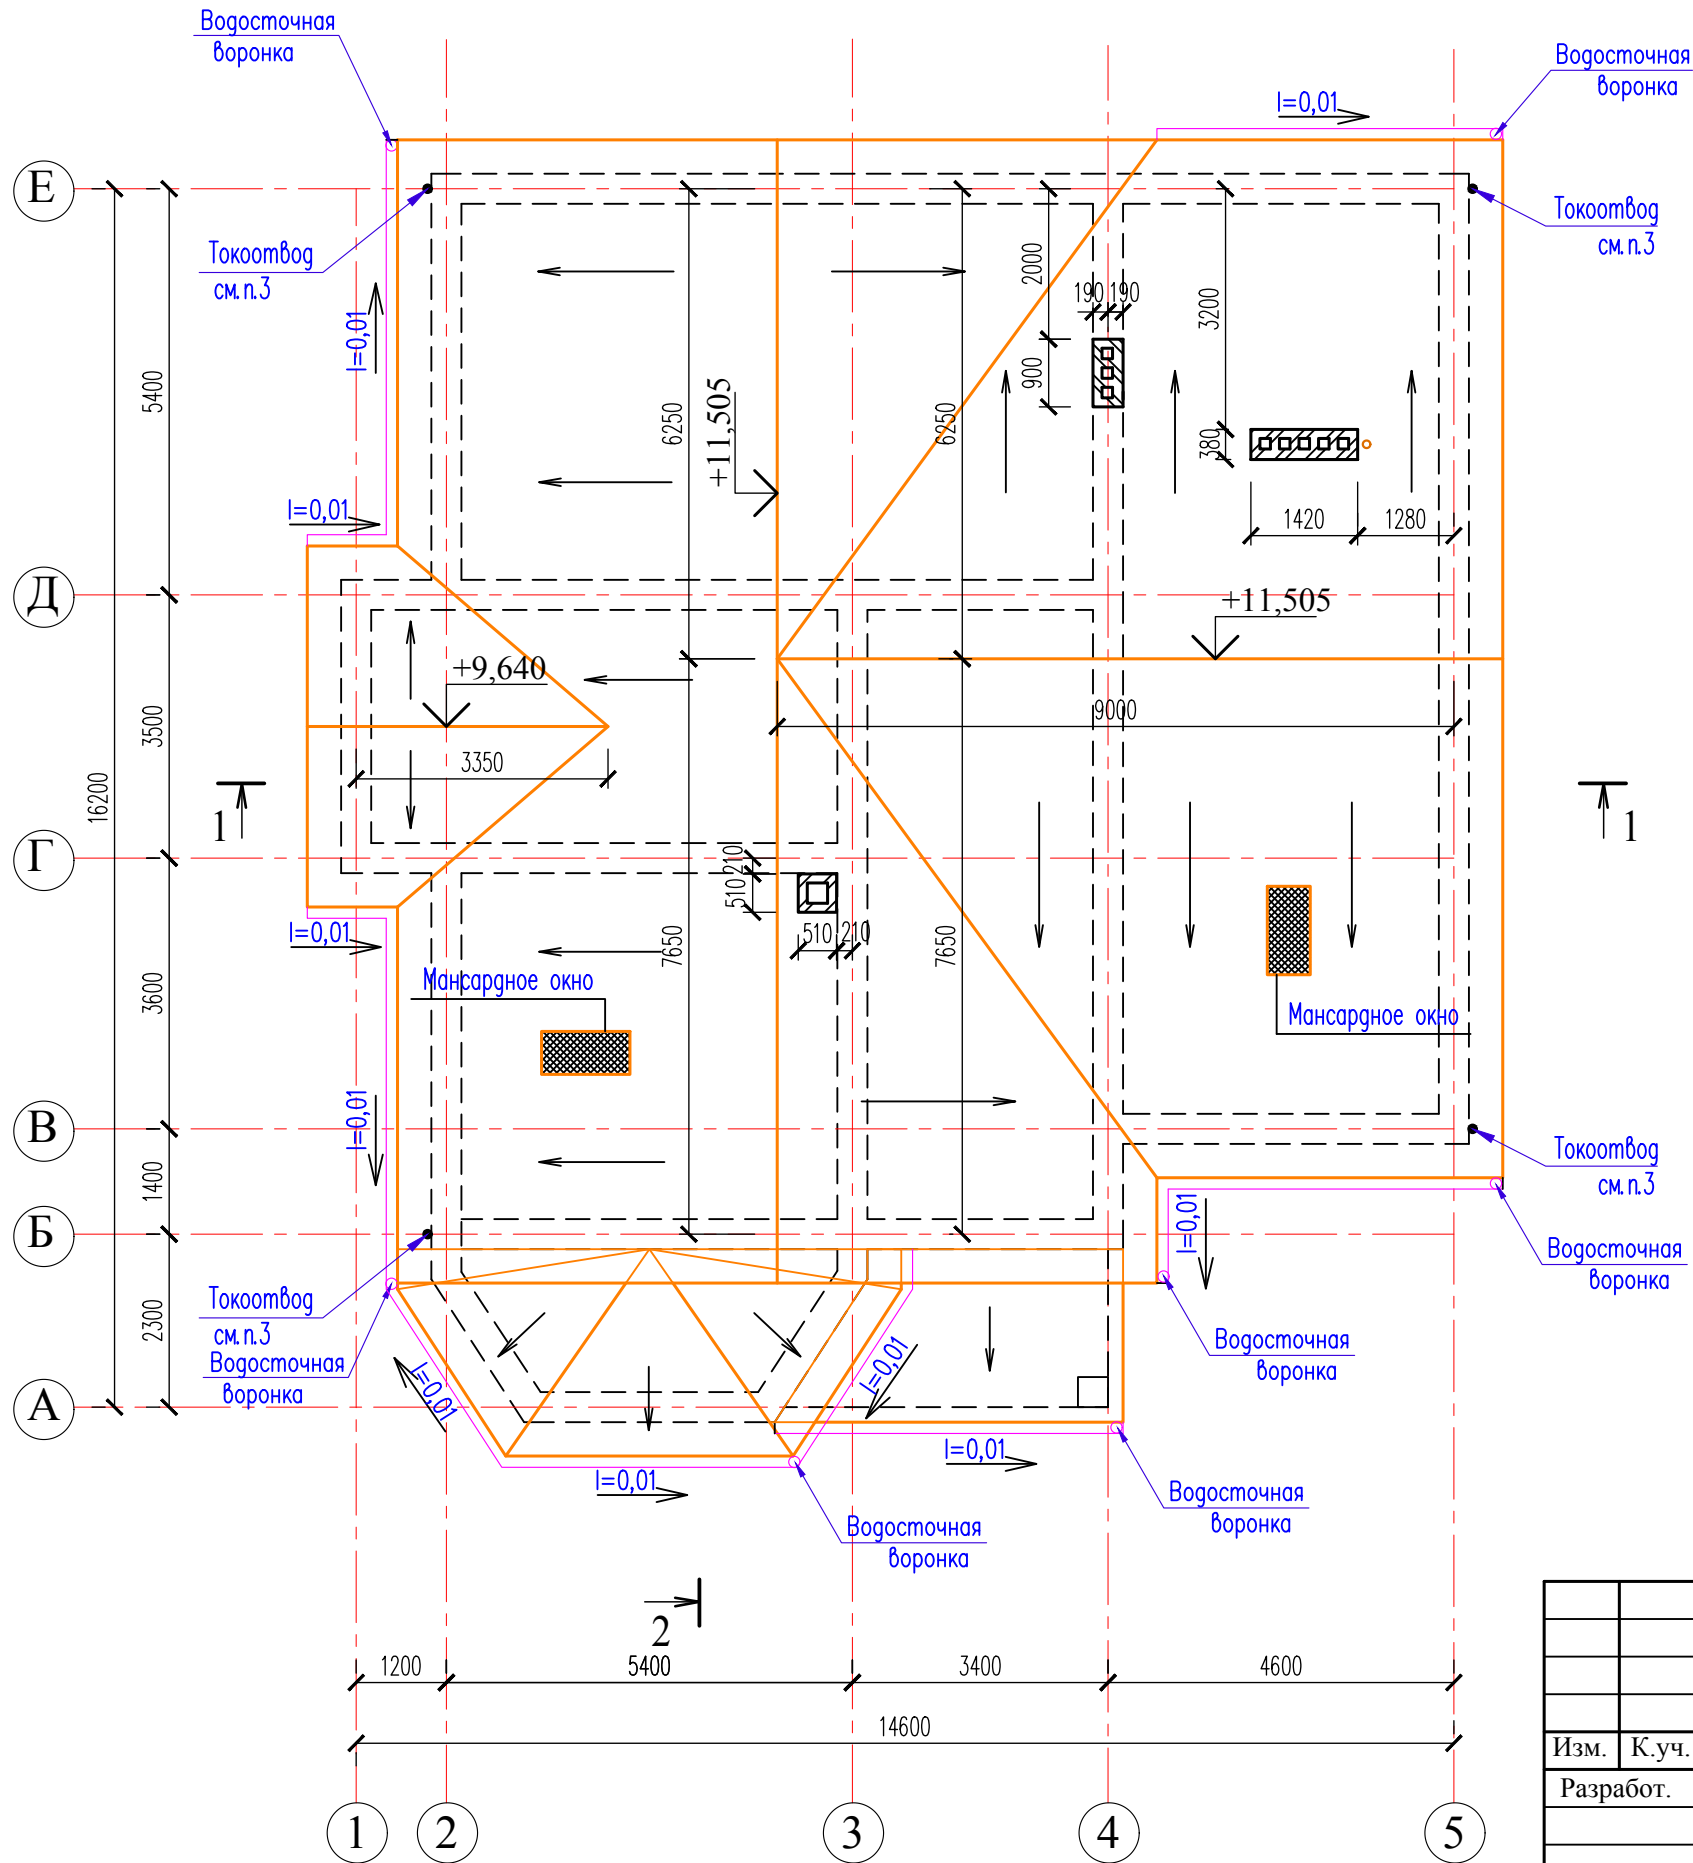 Водосточная
воронка
Водосточная
воронка
I=0,01
Е
Токоотвод
см.п.3
Токоотвод
см.п.3
2000
190
190
3200
I=0,01
900
5400
6250
+11,505
6250
380
1420
1280
I=0,01
Д
+11,505
+9,640
9000
3500
3350
16200
1
1
Г
210
510
510
210
I=0,01
7650
7650
3600
Мансардное окно
Мансардное окно
I=0,01
В
Токоотвод
см.п.3
1400
I=0,01
Б
Водосточная
воронка
Токоотвод
см.п.3
2300
Водосточная
воронка
Водосточная
воронка
I=0,01
I=0,01
А
I=0,01
I=0,01
Водосточная
воронка
Водосточная
воронка
2
1200
5400
3400
4600
14600
Изм.
К.уч.
Разработ.
1
2
3
4
5